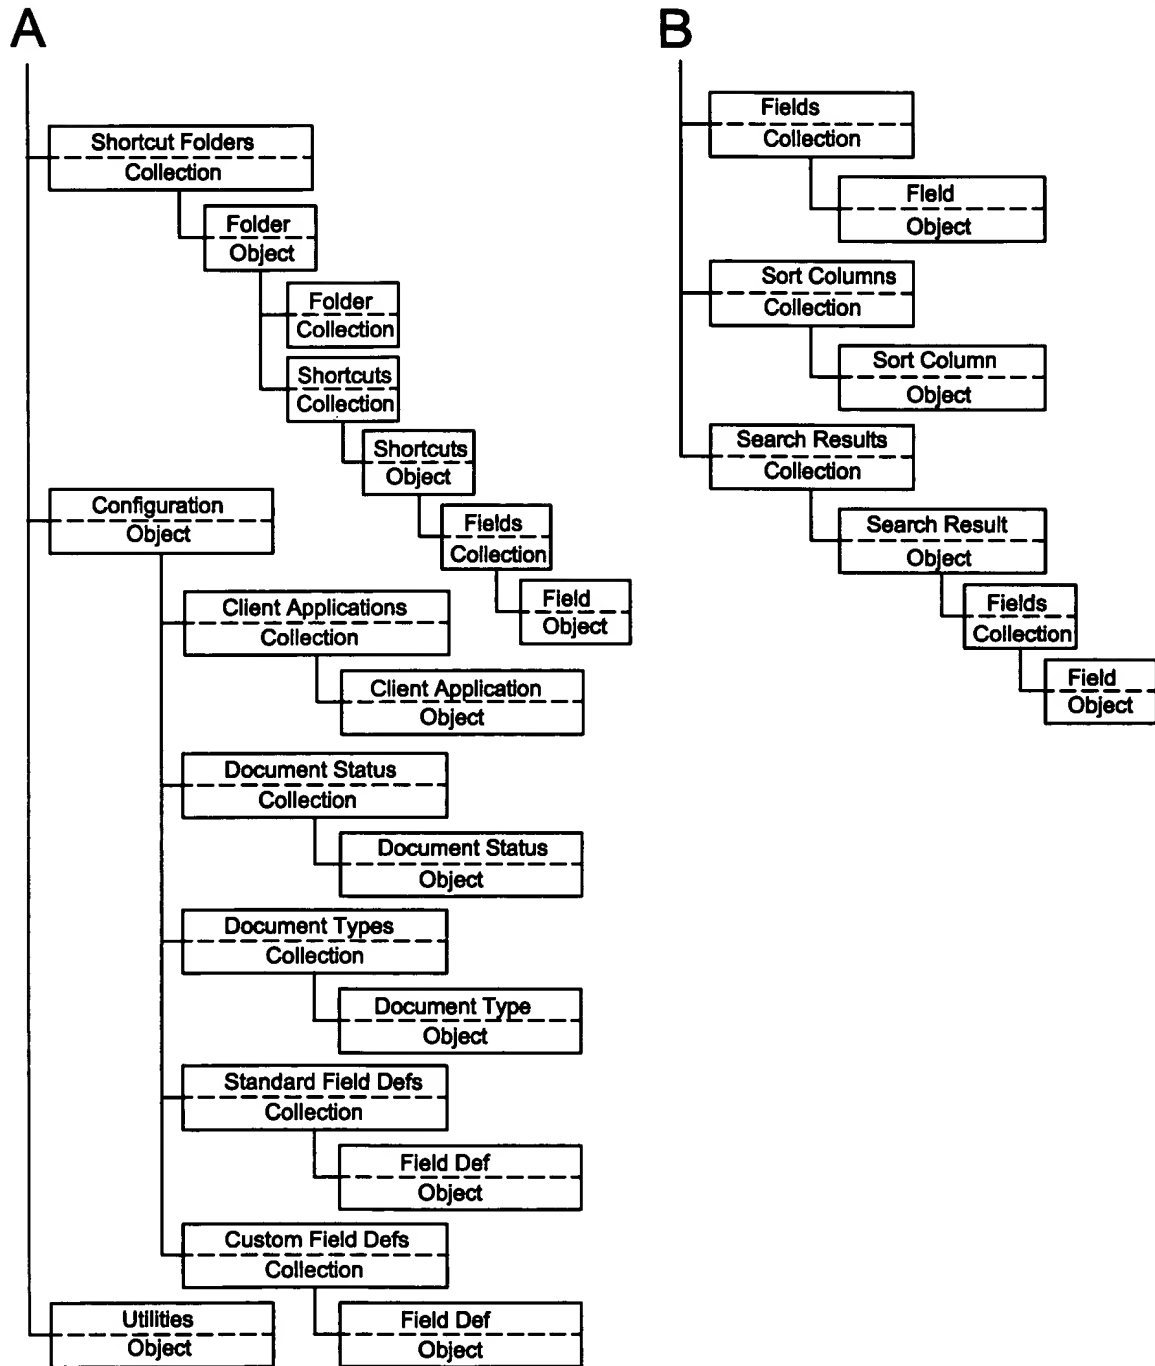 A
Shortcut Folders
Collection
Folder
Object
Folder
Collection
Shortcuts
Collection
Shortcuts
Object
Fields
Collection
Field
Object
Configuration
Object
Client Applications
Collection
Client Application
Object
Document Status
Collection
Document Status
Object
Document Types
Collection
Document Type
Object
Standard Field Defs
Collection
Field Def
Object
Custom Field Defs
Collection
Field Def
Object
Utilities
Object
B
Fields
Collection
Field
Object
Sort Columns
Collection
Sort Column
Object
Search Results
Collection
Search Result
Object
Fields
Collection
Field
Object